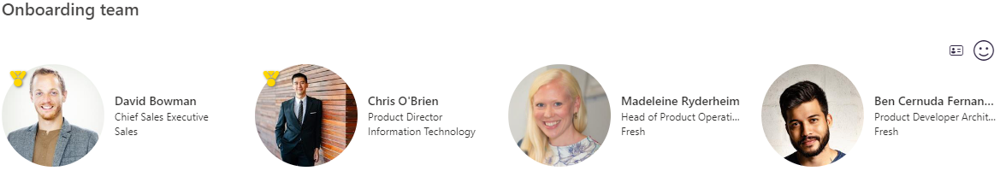 Onboarding team
David Bowman
Chief Sales Executive
Sales
Chris O'Brien
Product Director
Information Technology
Madeleine Ryderheim
Head of Product Operati...
Fresh
Ben Cernuda Fernan...
Product Developer Archit...
Fresh